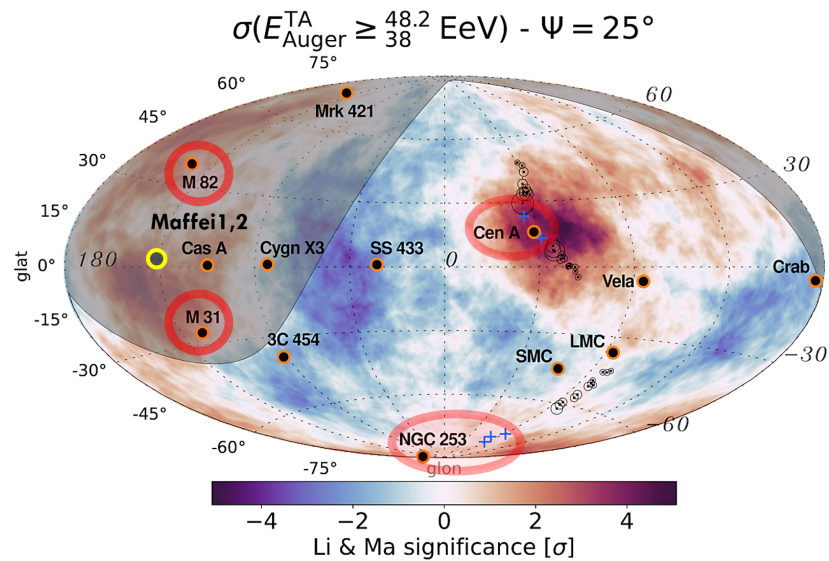 σ(E^TA_Auger ≥ ^48.2_38 EeV) - Ψ = 25°
75°
60°
60
Mrk 421
45°
30°
30
M 82
15°
Maffei1,2
Cen A
glat
0°
180
Cas A
Cygn X3
SS 433
0
Vela
Crab
-15°
M 31
3C 454
LMC
SMC
-30°
-30
-45°
-60
NGC 253
-60°
-75°
glon
−4
−2
0
2
4
Li & Ma significance [σ]